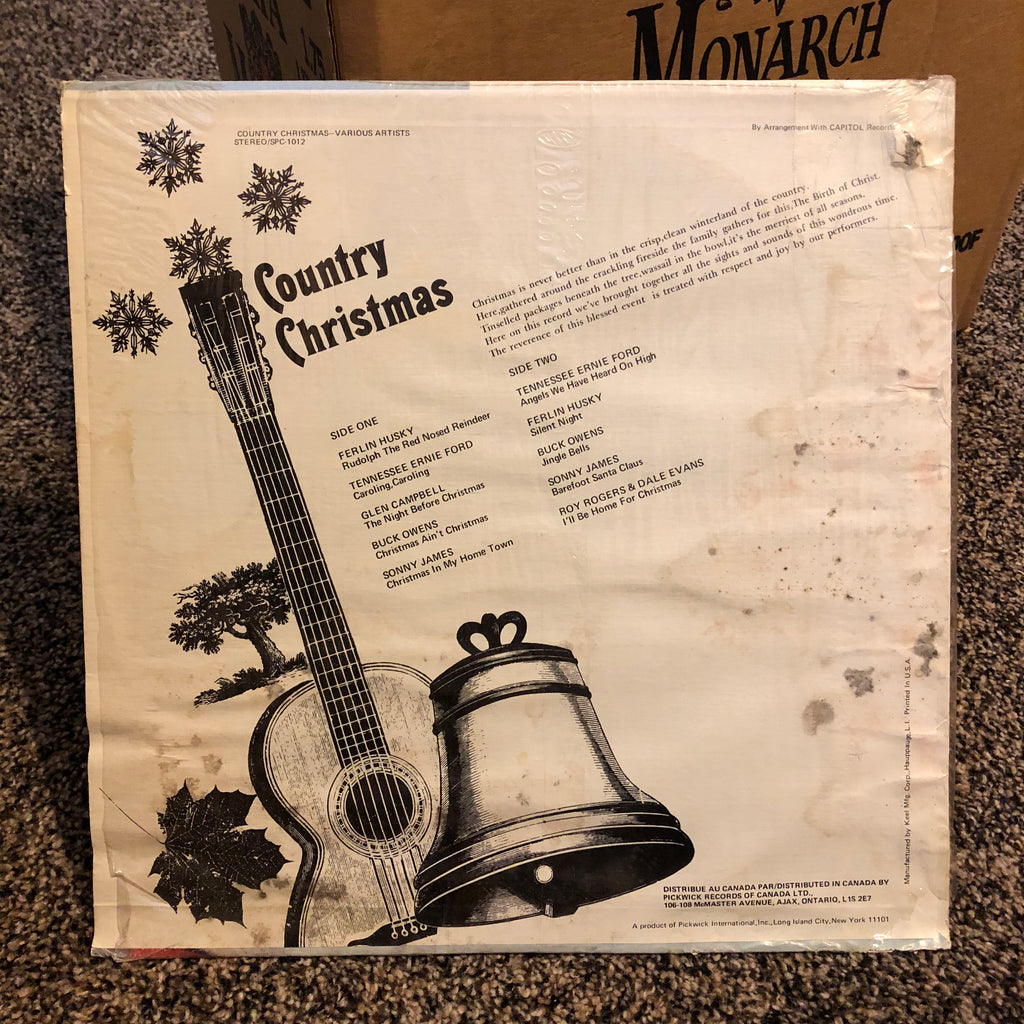 MONARCH
OOF
COUNTRY CHRISTMAS—VARIOUS ARTISTS
STEREO/SPC-1012
By Arrangement With CAPITOL Records
Country
Christmas
Christmas is never better than in the crisp,clean winterland of the country.
Here,gathered around the crackling fireside the family gathers for this,The Birth of Christ.
Tinselled packages beneath the tree,wassail in the bowl,it's the merriest of all seasons.
Here on this record we've brought together all the sights and sounds of this wondrous time.
The reverence of this blessed event is treated with respect and joy by our performers.
SIDE ONE
FERLIN HUSKY
Rudolph The Red Nosed Reindeer
TENNESSEE ERNIE FORD
Caroling,Caroling
GLEN CAMPBELL
The Night Before Christmas
BUCK OWENS
Christmas Ain't Christmas
SONNY JAMES
Christmas In My Home Town
SIDE TWO
TENNESSEE ERNIE FORD
Angels We Have Heard On High
FERLIN HUSKY
Silent Night
BUCK OWENS
Jingle Bells
SONNY JAMES
Barefoot Santa Claus
ROY ROGERS & DALE EVANS
I'll Be Home For Christmas
Manufactured by Keel Mfg. Corp., Hauppauge, L.I. Printed In U.S.A.
DISTRIBUE AU CANADA PAR/DISTRIBUTED IN CANADA BY
PICKWICK RECORDS OF CANADA LTD.,
106-108 McMASTER AVENUE, AJAX, ONTARIO, L1S 2E7
A product of Pickwick International,Inc.,Long Island City,New York 11101